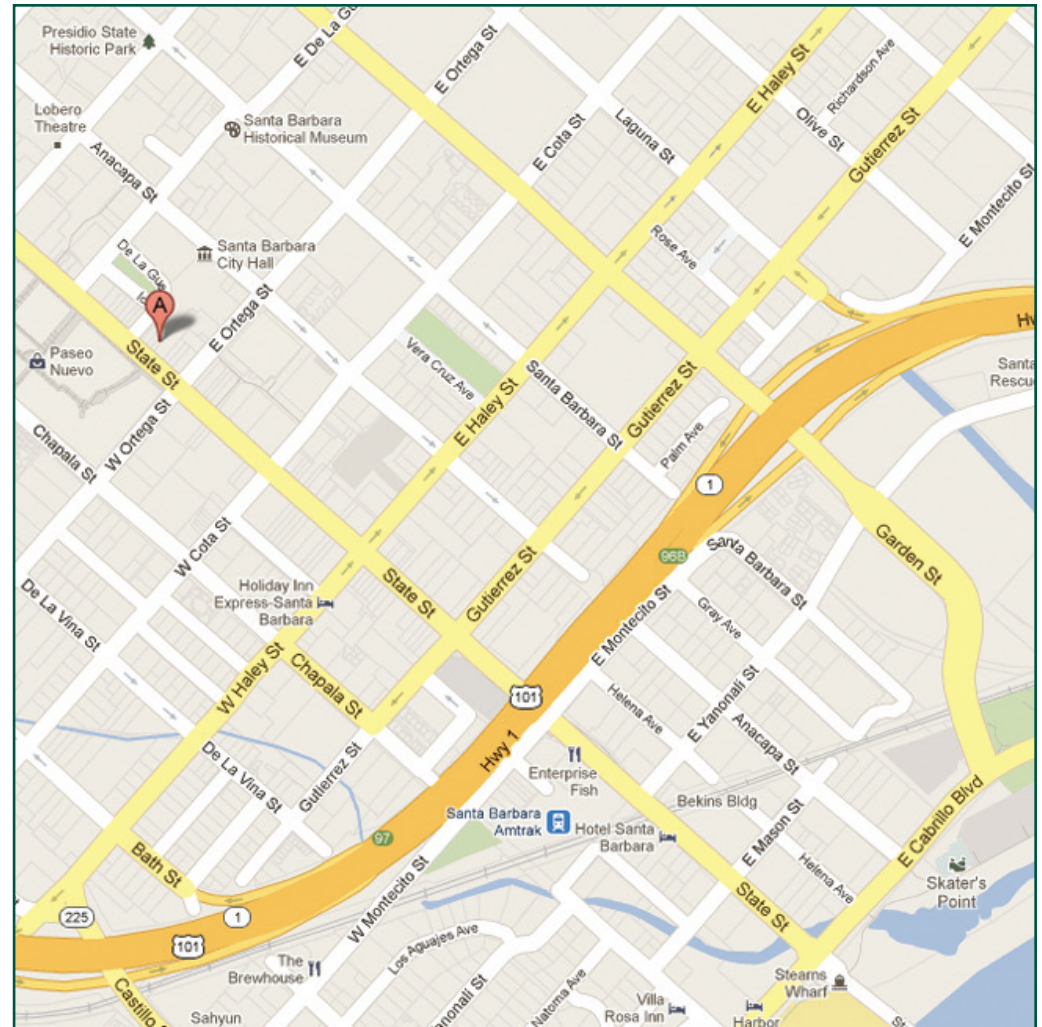 Presidio State
Historic Park
E De La Gu
E Ortega St
E Haley St
Richardson Ave
Lobero
Theatre
Santa Barbara
Historical Museum
Anacapa St
E Cota St
Laguna St
Olive St
Gutierrez St
E Montecito St
De La Gue
Santa Barbara
City Hall
Rose Ave
A
E Ortega St
Paseo
Nuevo
State St
Vera Cruz Ave
E Haley St
Santa Barbara St
Gutierrez St
Palm Ave
Santa
Rescu
Chapala St
W Ortega St
1
W Cota St
96B
Santa Barbara St
Garden St
Holiday Inn
Express-Santa
Barbara
State St
Gutierrez St
De La Vina St
E Montecito St
Gray Ave
W Haley St
Chapala St
101
Helena Ave
E Yanonali St
Anacapa St
Hwy 1
De La Vina St
Gutierrez St
Enterprise
Fish
Bekins Bldg
Santa Barbara
Amtrak
Hotel Santa
Barbara
E Mason St
E Cabrillo Blvd
97
Bath St
Helena Ave
Skater's
Point
State St
225
1
W Montecito St
101
Los Aguajes Ave
The
Brewhouse
Castillo
Sahyun
Yanonali St
Natoma Ave
Villa
Rosa Inn
Stearns
Wharf
Harbor
St